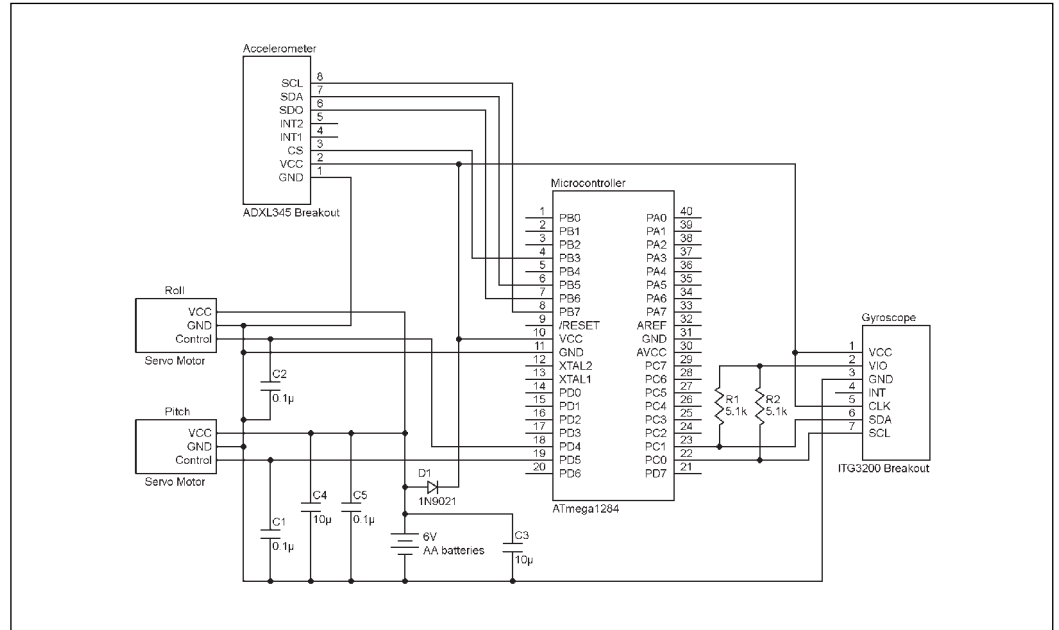 Accelerometer
SCL 8
SDA 7
SDO 6
INT2 5
INT1 4
CS 3
VCC 2
GND 1
ADXL345 Breakout
Roll
VCC
GND
Control
Servo Motor
C2
0.1µ
Pitch
VCC
GND
Control
Servo Motor
C1
0.1µ
C4
10µ
C5
0.1µ
D1
1N9021
6V
AA batteries
C3
10µ
Microcontroller
1 PB0 PA0 40
2 PB1 PA1 39
3 PB2 PA2 38
4 PB3 PA3 37
5 PB4 PA4 36
6 PB5 PA5 35
7 PB6 PA6 34
8 PB7 PA7 33
9 /RESET AREF 32
10 VCC GND 31
11 GND AVCC 30
12 XTAL2 PC7 29
13 XTAL1 PC6 28
14 PD0 PC5 27
15 PD1 PC4 26
16 PD2 PC3 25
17 PD3 PC2 24
18 PD4 PC1 23
19 PD5 PC0 22
20 PD6 PD7 21
ATmega1284
R1
5.1k
R2
5.1k
Gyroscope
1 VCC
2 VIO
3 GND
4 INT
5 CLK
6 SDA
7 SCL
ITG3200 Breakout